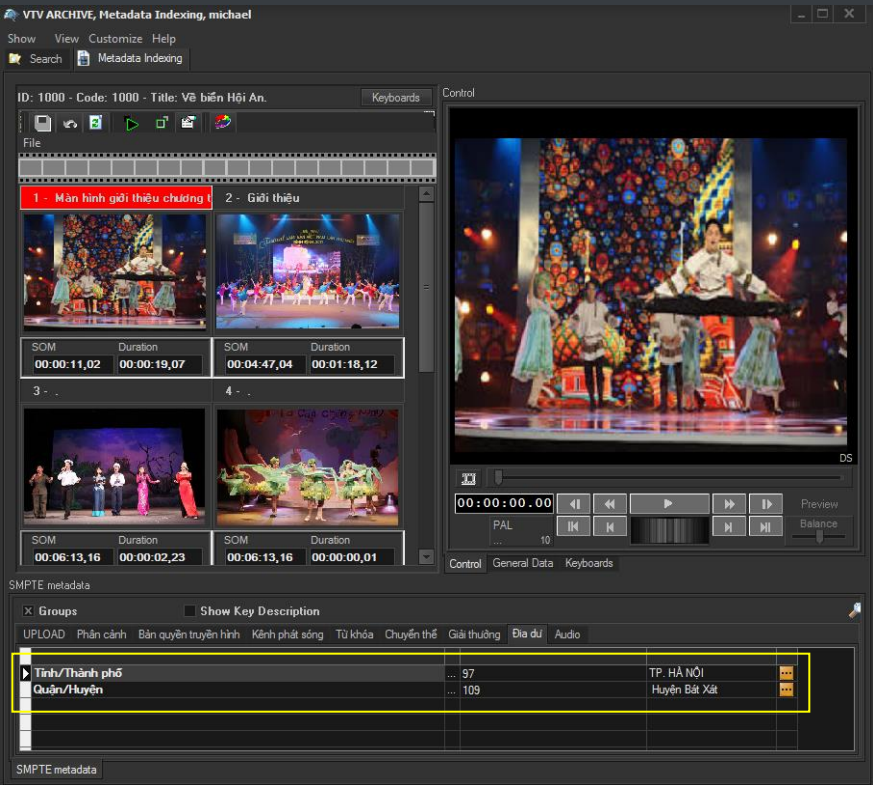 VTV ARCHIVE, Metadata Indexing, michael
Show View Customize Help
Search Metadata Indexing
ID: 1000 - Code: 1000 - Title: Về biển Hội An. Keyboards
File
1 - Màn hình giới thiệu chương t
2 - Giới thiệu
SOM Duration
00:00:11,02 00:00:19,07
SOM Duration
00:04:47,04 00:01:18,12
3 - .
4 - .
SOM Duration
00:06:13,16 00:00:02,23
SOM Duration
00:06:13,16 00:00:00,01
Control
DS
00:00:00.00 Preview
PAL Balance
... 10
Control General Data Keyboards
SMPTE metadata
Groups Show Key Description
UPLOAD Phân cảnh Bản quyền truyền hình Kênh phát sóng Từ khóa Chuyển thể Giải thưởng Địa dư Audio
Tỉnh/Thành phố ... 97 TP. HÀ NỘI ...
Quận/Huyện ... 109 Huyện Bát Xát ...
SMPTE metadata